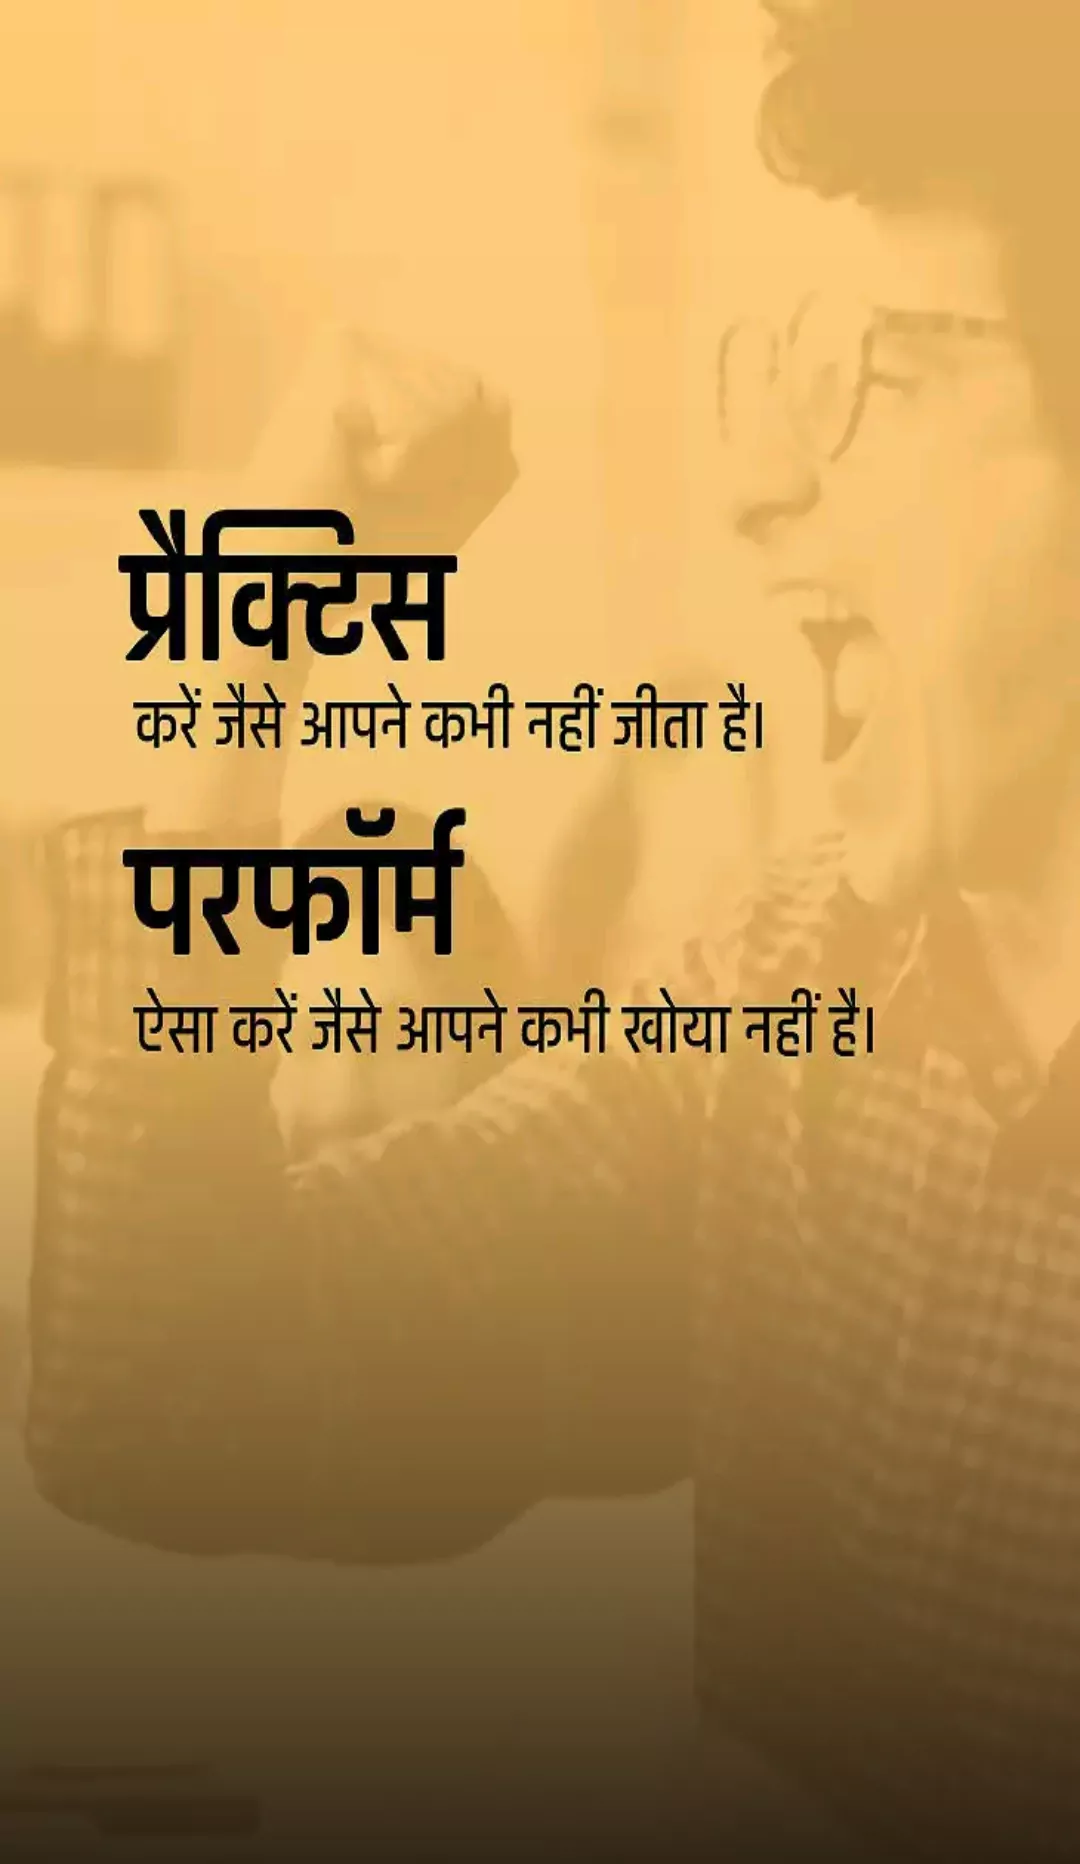 प्रैक्टिस
करें जैसे आपने कभी नहीं जीता है।
परफॉर्म
ऐसा करें जैसे आपने कभी खोया नहीं है।